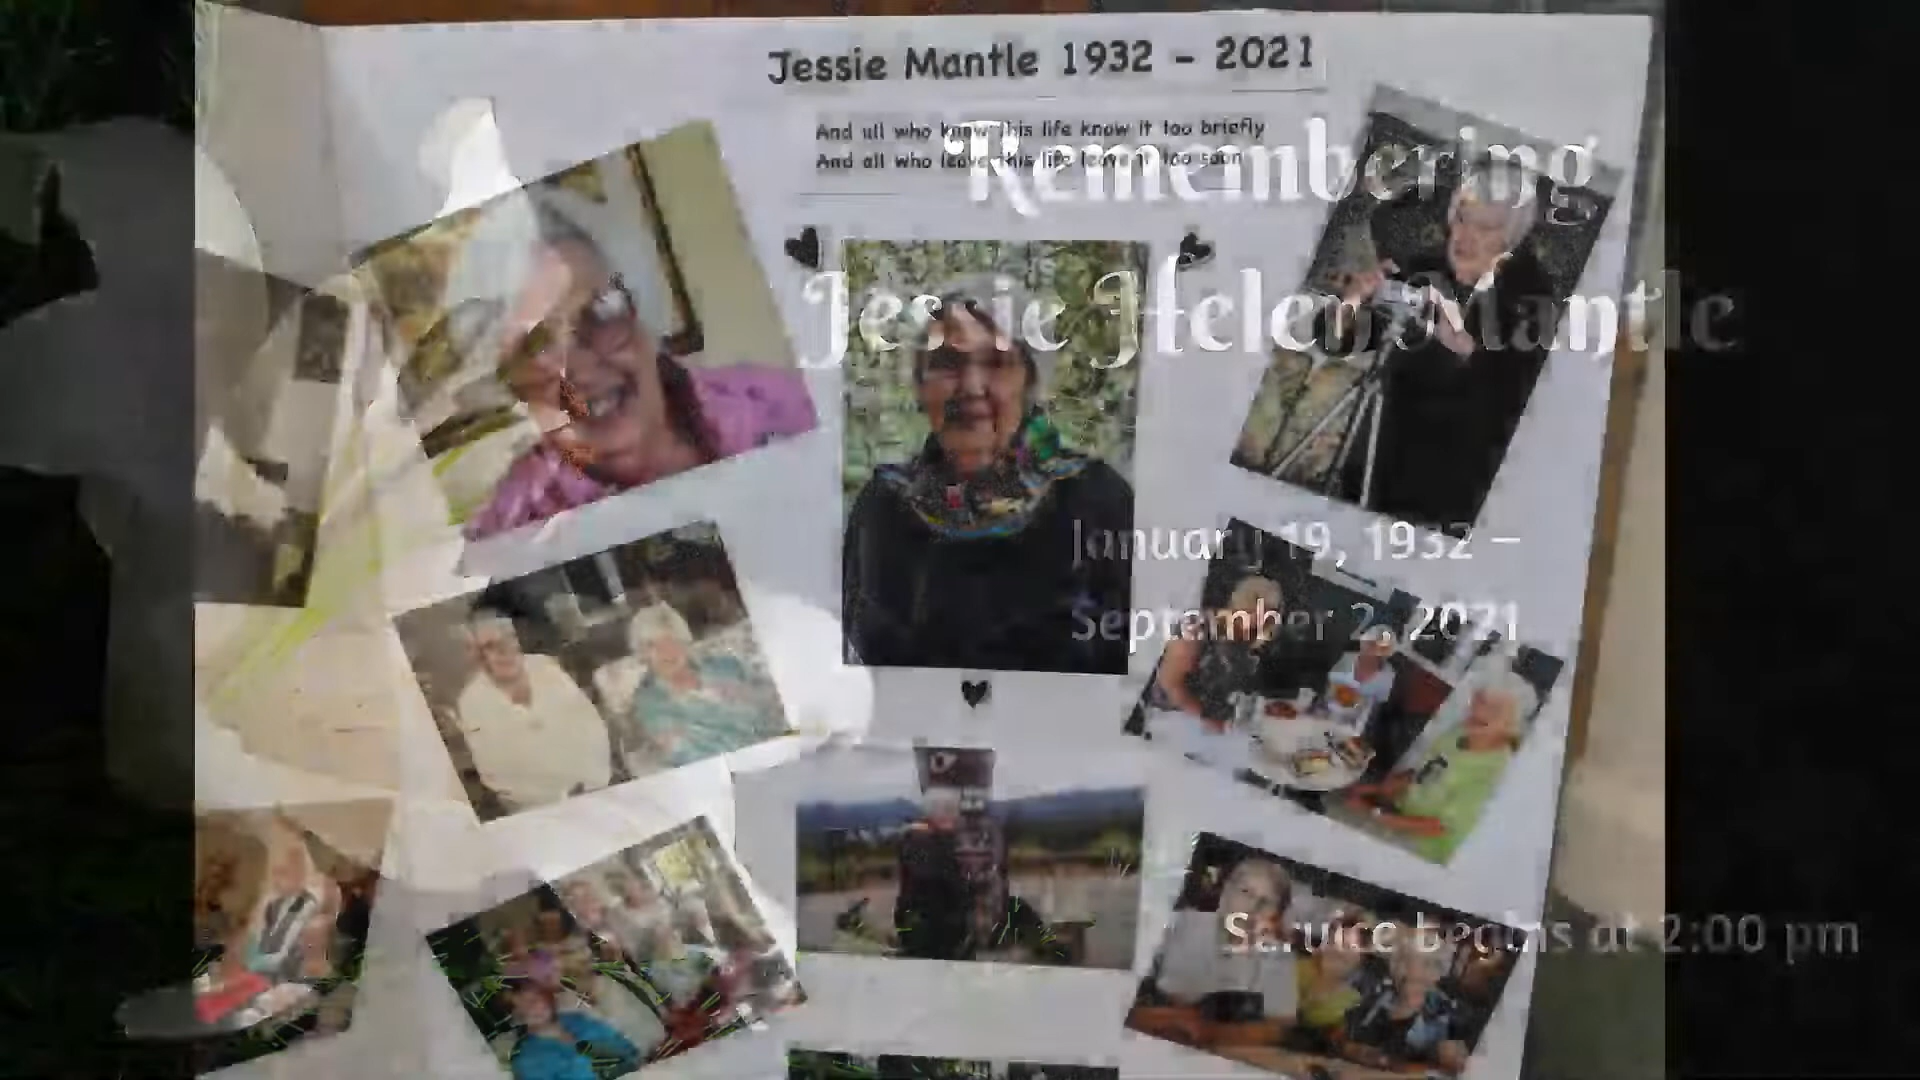 Jessie Mantle 1932 - 2021
And all who know this life know it too briefly
And all who leave this life leave it too soon
Remembering
Jessie Helen Mantle
January 19, 1932 –
September 2, 2021
Service begins at 2:00 pm